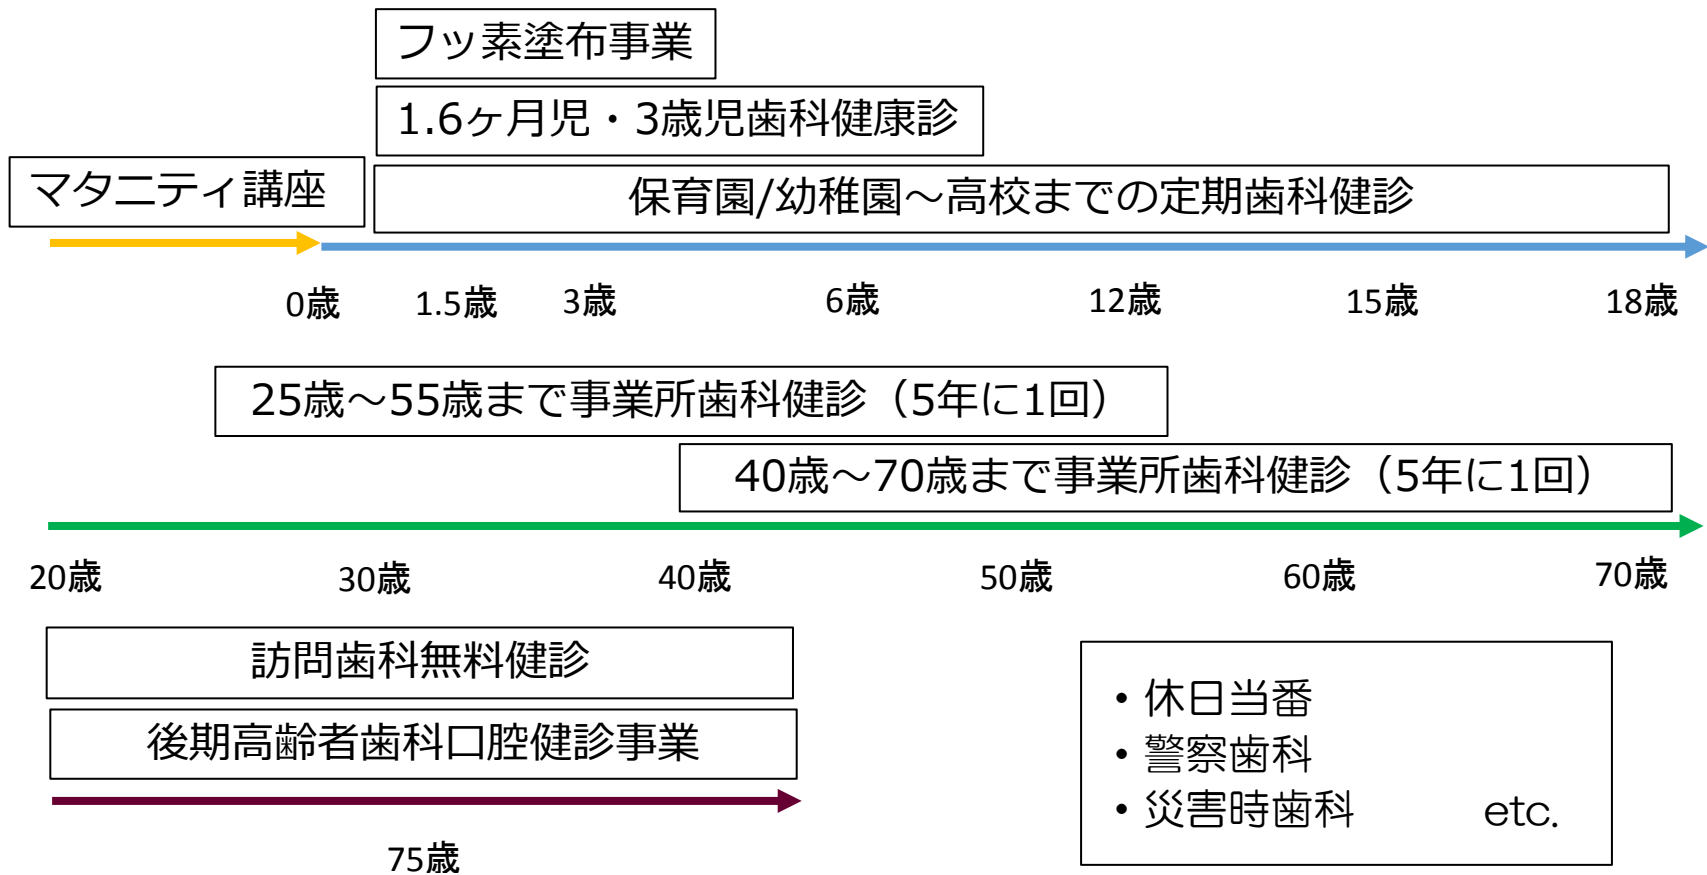 フッ素塗布事業
1.6ヶ月児・3歳児歯科健康診
マタニティ講座
保育園/幼稚園～高校までの定期歯科健診
0歳 1.5歳 3歳 6歳 12歳 15歳 18歳
25歳～55歳まで事業所歯科健診（5年に1回）
40歳～70歳まで事業所歯科健診（5年に1回）
20歳 30歳 40歳 50歳 60歳 70歳
訪問歯科無料健診
後期高齢者歯科口腔健診事業
75歳
・休日当番
・警察歯科
・災害時歯科 etc.